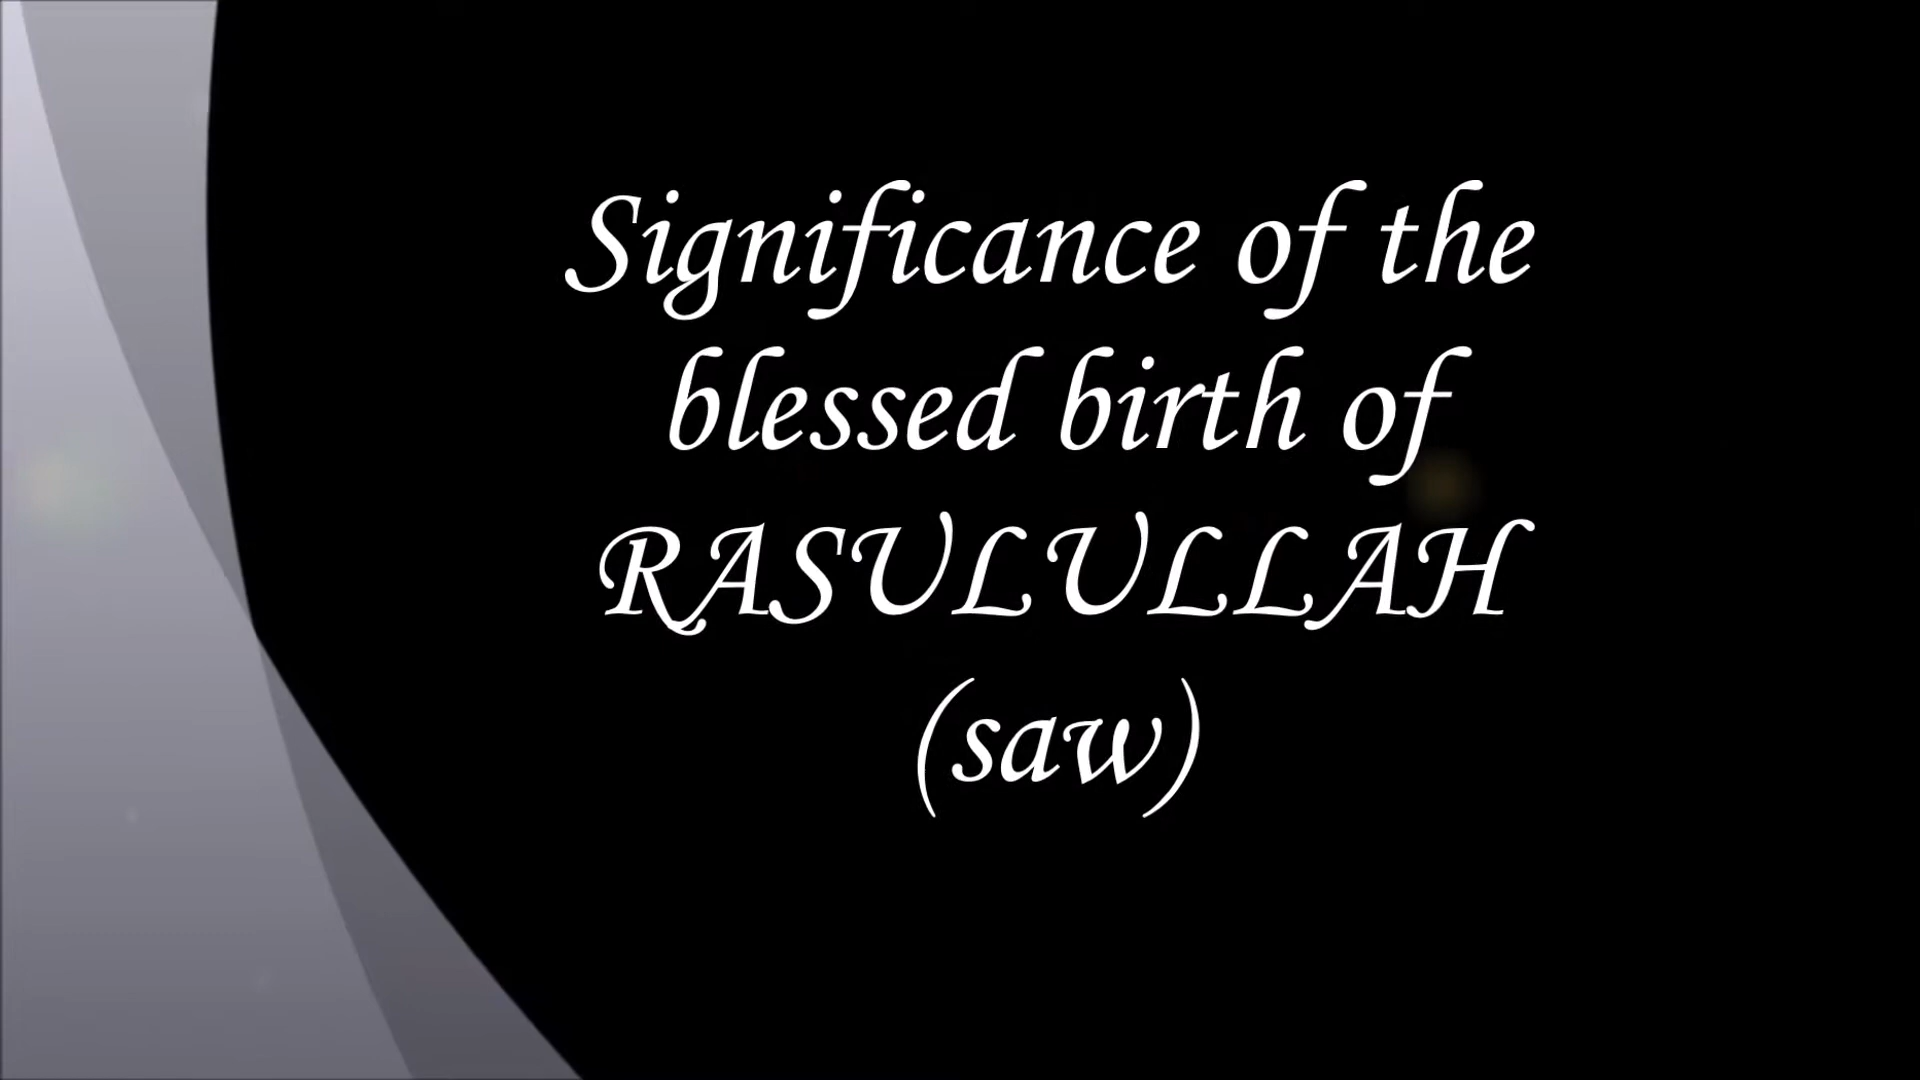 Significance of the
blessed birth of
RASULULLAH
(saw)